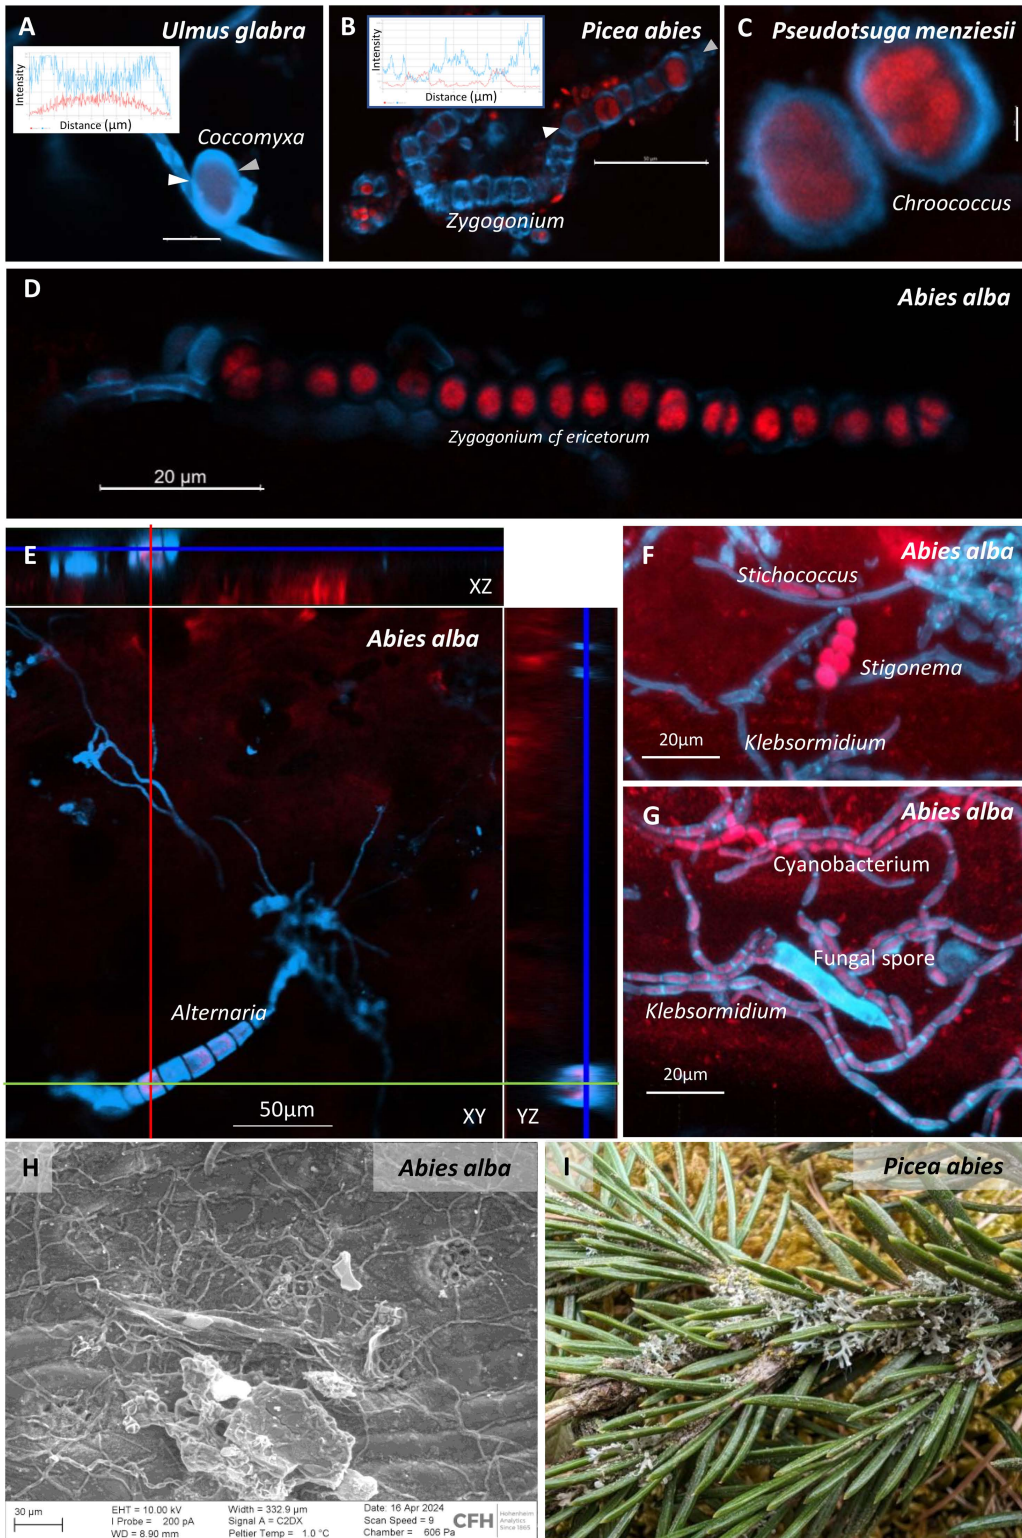 A
Ulmus glabra
Intensity
Distance (μm)
Coccomyxa
B
Picea abies
Intensity
Distance (μm)
Zygogonium
C
Pseudotsuga menziesii
Chroococcus
D
Abies alba
Zygogonium cf ericetorum
20 μm
E
XZ
Abies alba
Alternaria
50μm
XY
YZ
F
Abies alba
Stichococcus
Stigonema
Klebsormidium
20μm
G
Abies alba
Cyanobacterium
Fungal spore
Klebsormidium
20μm
H
Abies alba
30 μm
EHT = 10.00 kV
I Probe = 200 pA
WD = 8.90 mm
Width = 332.9 μm
Signal A = C2DX
Peltier Temp = 1.0 °C
Date: 16 Apr 2024
Scan Speed = 9
Chamber = 606 Pa
CFH
Hohenheim
Analytics
Since 1865
I
Picea abies